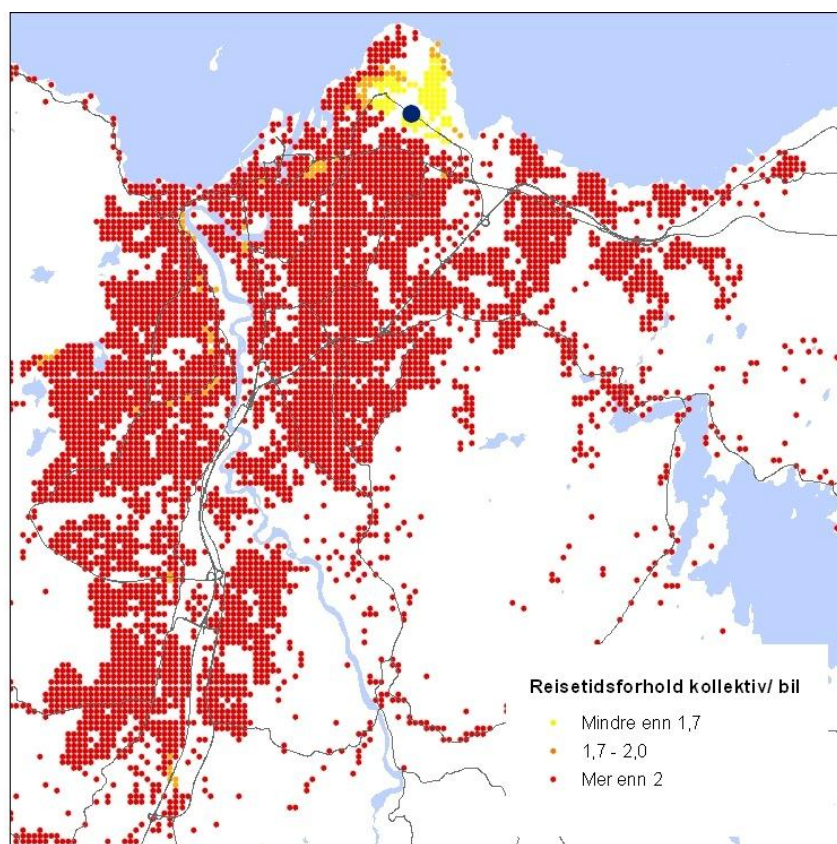 Reisetidsforhold kollektiv/ bil
Mindre enn 1,7
1,7 - 2,0
Mer enn 2